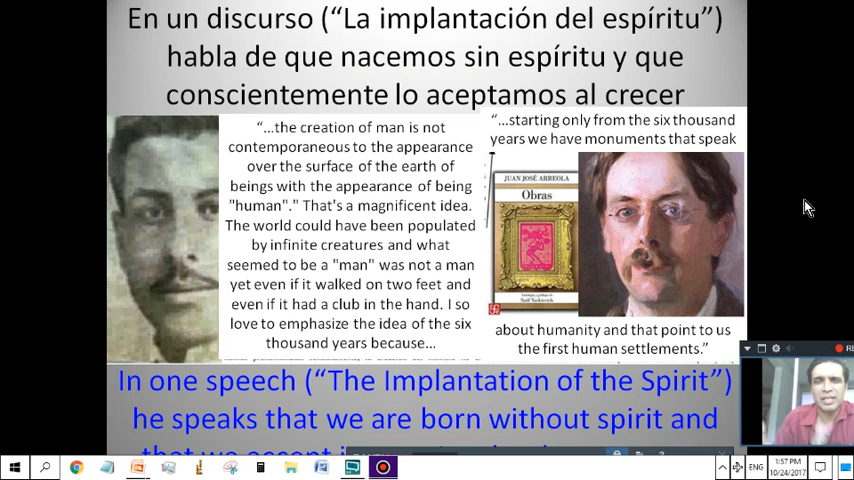 En un discurso (“La implantación del espíritu”)
habla de que nacemos sin espíritu y que
conscientemente lo aceptamos al crecer
“...the creation of man is not
contemporaneous to the appearance
over the surface of the earth of
beings with the appearance of being
"human"." That's a magnificent idea.
The world could have been populated
by infinite creatures and what
seemed to be a "man" was not a man
yet even if it walked on two feet and
even if it had a club in the hand. I so
love to emphasize the idea of the six
thousand years because...
“...starting only from the six thousand
years we have monuments that speak
JUAN JOSÉ ARREOLA
Obras
about humanity and that point to us
the first human settlements.”
In one speech (“The Implantation of the Spirit”)
he speaks that we are born without spirit and
that we accept
ENG
1:57 PM
10/24/2017